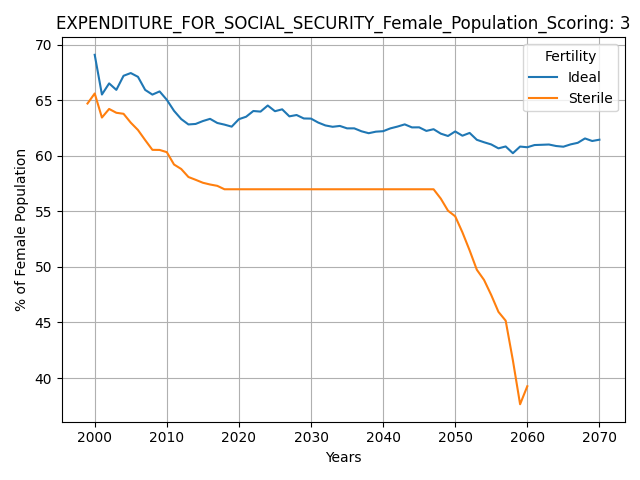 EXPENDITURE_FOR_SOCIAL_SECURITY_Female_Population_Scoring: 3
70
65
60
55
50
45
40
% of Female Population
Fertility
Ideal
Sterile
2000 2010 2020 2030 2040 2050 2060 2070
Years